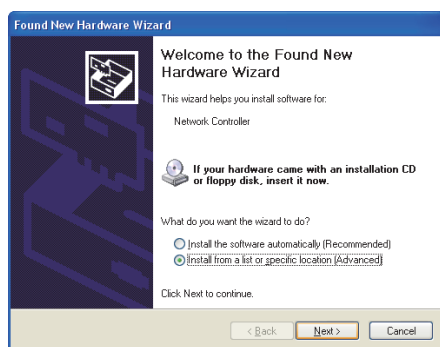 Found New Hardware Wizard
Welcome to the Found New
Hardware Wizard
This wizard helps you install software for:
Network Controller
If your hardware came with an installation CD
or floppy disk, insert it now.
What do you want the wizard to do?
Install the software automatically (Recommended)
Install from a list or specific location (Advanced)
Click Next to continue.
< Back Next > Cancel